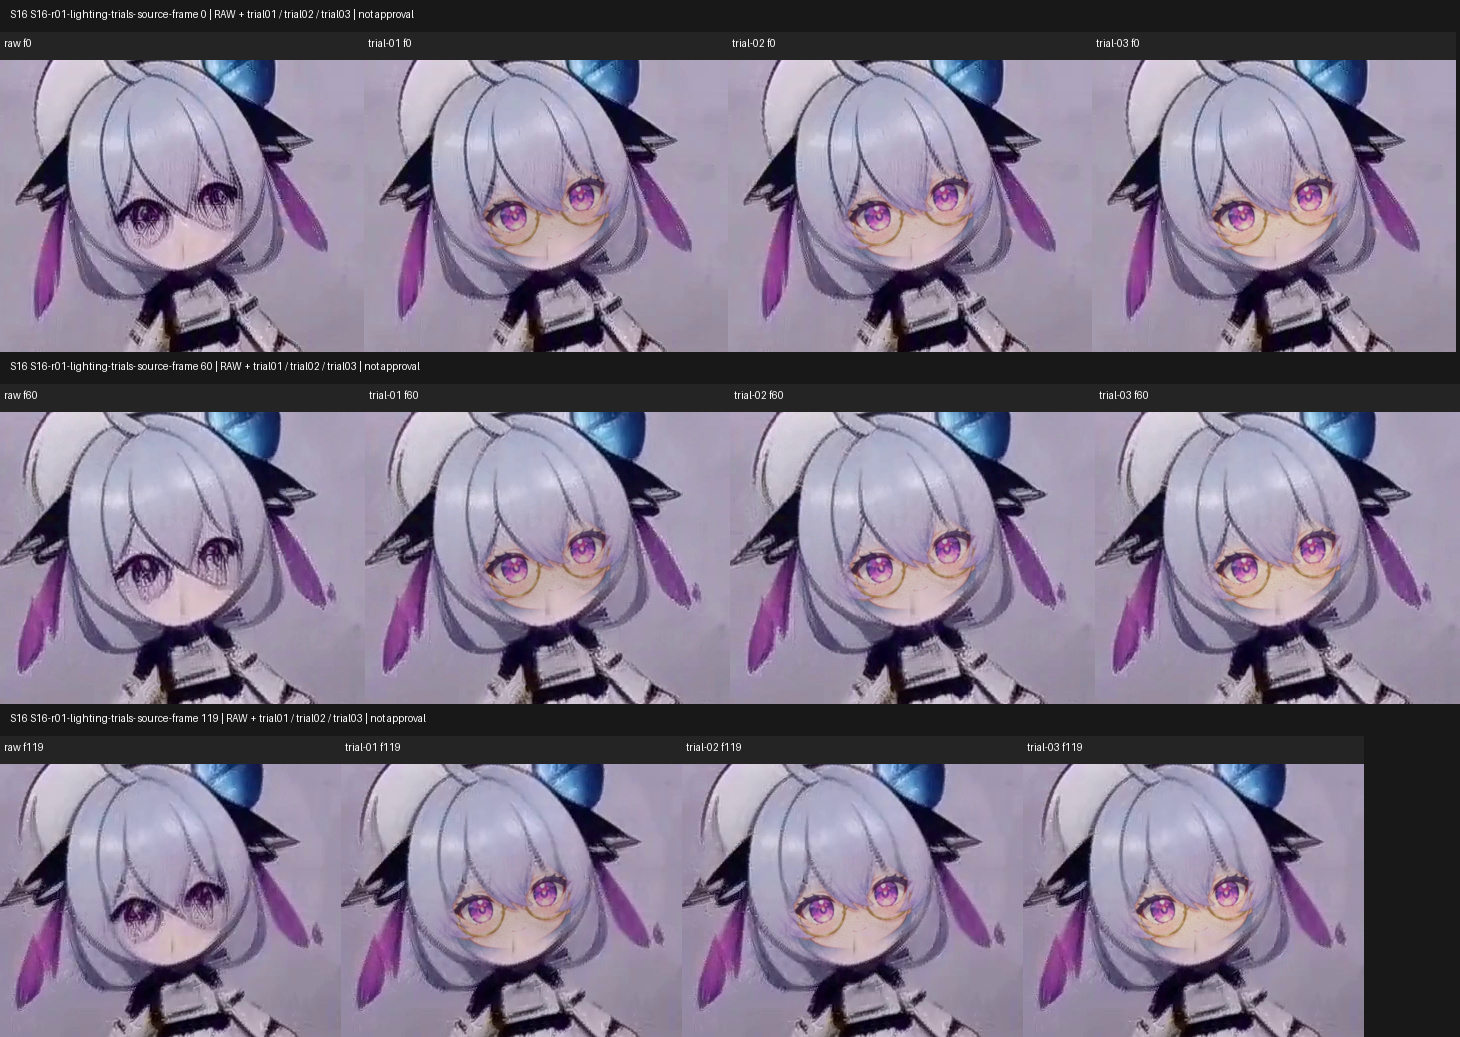 S16 S16-r01-lighting-trials-source-frame 0 | RAW + trial01 / trial02 / trial03 | not approval
raw f0 trial-01 f0 trial-02 f0 trial-03 f0
S16 S16-r01-lighting-trials-source-frame 60 | RAW + trial01 / trial02 / trial03 | not approval
raw f60 trial-01 f60 trial-02 f60 trial-03 f60
S16 S16-r01-lighting-trials-source-frame 119 | RAW + trial01 / trial02 / trial03 | not approval
raw f119 trial-01 f119 trial-02 f119 trial-03 f119